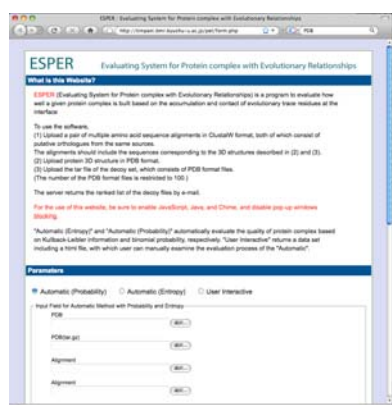 ESPER : Evaluating System for Protein complex with Evolutionary Relationships
ESPER
Evaluating System for Protein complex with Evolutionary Relationships
What is this Website?
ESPER (Evaluating System for Protein complex with Evolutionary Relationships) is a program to evaluate how
well a given protein complex is built based on the accumulation and contact of evolutionary trace residues at the
interface
To use the software,
(1) Upload a pair of multiple amino acid sequence alignments in ClustalW format, both of which consist of
putative orthologues from the same sources.
The alignments should include the sequences corresponding to the 3D structures described in (2) and (3).
(2) Upload protein 3D structure in PDB format.
(3) Upload the tar file of the decoy set, which consists of PDB format files.
(The number of the PDB format files is restricted to 100.)
The server returns the ranked list of the decoy files by e-mail.
For the use of this website, be sure to enable JavaScript, Java, and Chime, and disable pop-up windows
blocking.
"Automatic (Entropy)" and "Automatic (Probability)" automatically evaluate the quality of protein complex based
on Kullback-Leibler information and binomial probability, respectively. "User Interactive" returns a data set
including a html file, with which user can manually examine the evaluation process of the "Automatic".
Parameters
Automatic (Probability) Automatic (Entropy) User Interactive
Input Field for Automatic Method with Probability and Entropy
PDB
PDB(tar.gz)
Alignment
Alignment